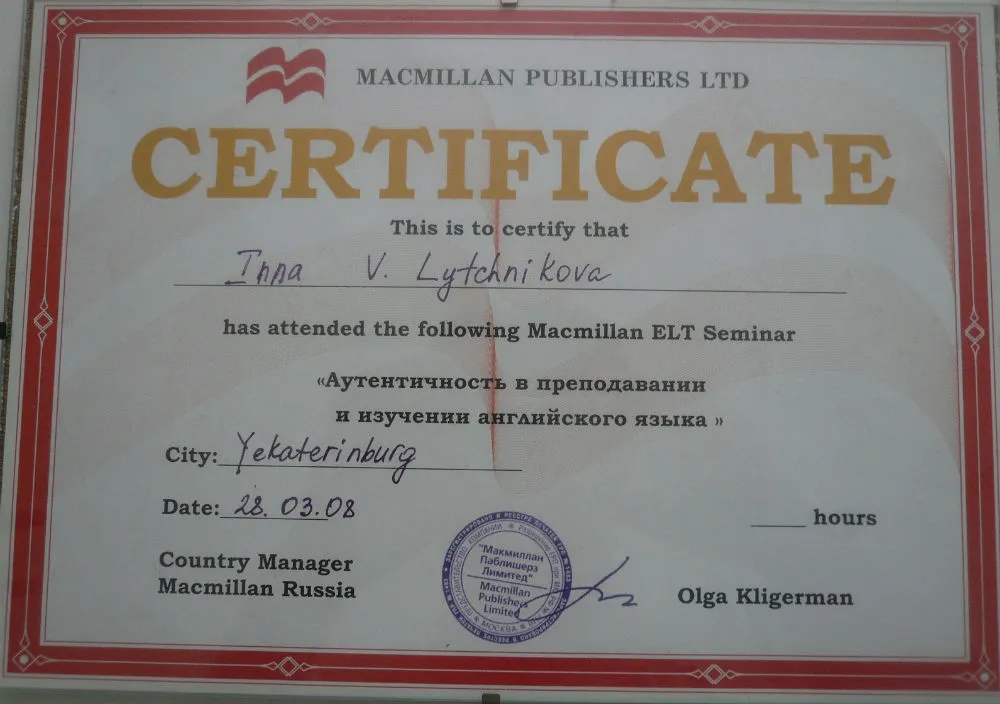 MACMILLAN PUBLISHERS LTD
CERTIFICATE
This is to certify that
Inna V. Lytchnikova
has attended the following Macmillan ELT Seminar
«Аутентичность в преподавании
и изучении английского языка »
City: Yekaterinburg
Date: 28. 03.08
____ hours
Country Manager
Macmillan Russia
"Макмиллан
Паблишерз
Лимитед"
Macmillan
Publishers
Limited
МОСКВА
Olga Kligerman